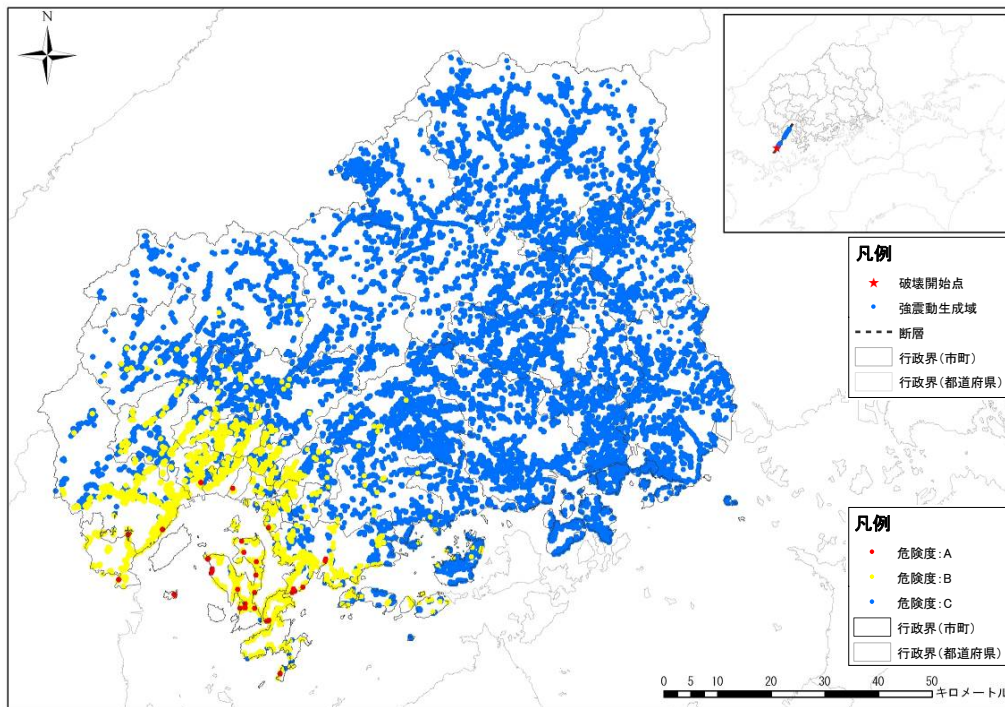 N
凡例
破壊開始点
強震動生成域
断層
行政界(市町)
行政界(都道府県)
凡例
危険度:A
危険度:B
危険度:C
行政界(市町)
行政界(都道府県)
0 5 10 20 30 40 50
キロメートル